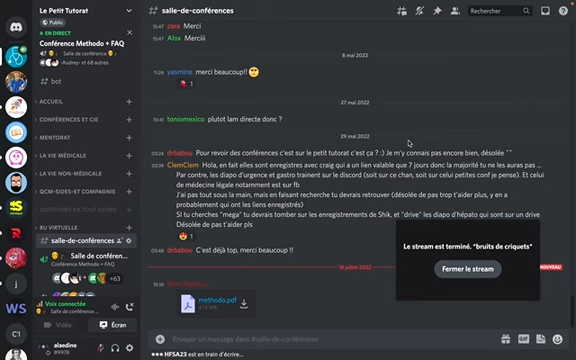 Le Petit Tutorat
Public
EN DIRECT
Conférence Methodo + FAQ
Salle de conférence
-Audrey- et 68 autres
# bot
ACCUEIL
CONFÉRENCES ET CIE
MENTORAT
LA VIE MÉDICALE
LA VIE NON-MÉDICALE
QCM-SIDES-ET-COMPAGNIE
BU VIRTUELLE
salle-de-conférences
Salle de conféren...
Conférence Methodo + FAQ
+63
Voix connectée
Salle de conférence ...
Vidéo
Écran
alaedine
#9978
WS
C'I
j
salle-de-conférences
Rechercher
15:47 zara Merci
15:47 Alox Merciii
8 mai 2022
11:24 yasmine merci beaucoup!!
1
27 mai 2022
10:41 toniomexico plutot lam directe donc ?
29 mai 2022
03:24 drbabou Pour revoir des conférences c'est sur le petit tutorat c'est ça ? :) Je m'y connais pas encore bien, désolée ^^
03:39 ClemClem Hola, en fait elles sont enregistrés avec craig qui a un lien valable que 7 jours donc la majorité tu ne les auras pas ...
Par contre, les diapo d'urgence et gastro trainent sur le discord (soit sur ce chan, soit sur celui petites conf je pense). Et celui
de médecine légale notamment est sur fb
J'ai pas tout sous la main, mais en faisant recherche tu devrais retrouver (désolée de pas trop t'aider plus, y en a
probablement qui ont les liens enregistrés)
Si tu cherches "mega" tu devrais tomber sur les enregistrements de Shik, et "drive" les diapo d'hépato qui sont sur un drive
Désolée de pas t'aider pls
1
03:48 drbabou C'est déjà top, merci beaucoup !!
18 juillet 2022
NOUVEAU
15:10
methodo.pdf
Envoyer un message dans #salle-de-conférences
HFSA23 est en train d'écrire...
Le stream est terminé. *bruits de criquets*
Fermer le stream